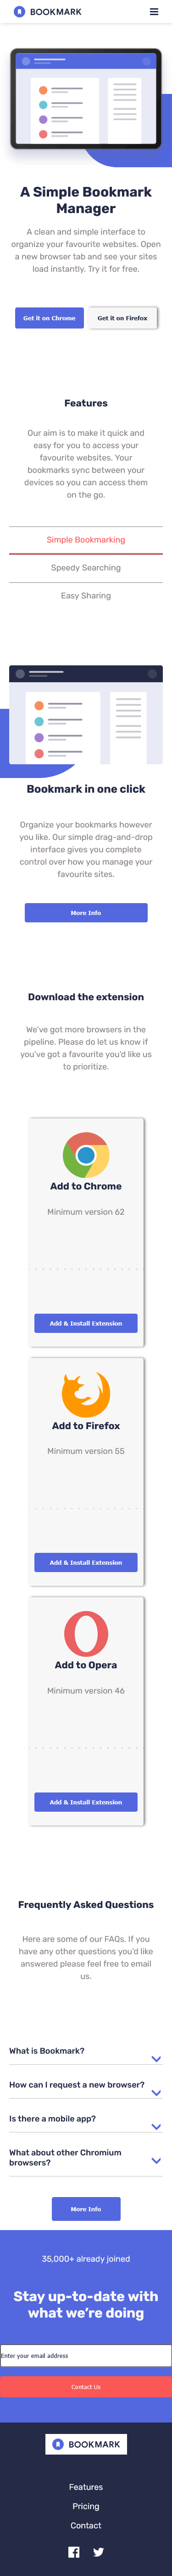 BOOKMARK
A Simple Bookmark
Manager
A clean and simple interface to
organize your favourite websites. Open
a new browser tab and see your sites
load instantly. Try it for free.
Get it on Chrome
Get it on Firefox
Features
Our aim is to make it quick and
easy for you to access your
favourite websites. Your
bookmarks sync between your
devices so you can access them
on the go.
Simple Bookmarking
Speedy Searching
Easy Sharing
Bookmark in one click
Organize your bookmarks however
you like. Our simple drag-and-drop
interface gives you complete
control over how you manage your
favourite sites.
More Info
Download the extension
We've got more browsers in the
pipeline. Please do let us know if
you've got a favourite you'd like us
to prioritize.
Add to Chrome
Minimum version 62
Add & Install Extension
Add to Firefox
Minimum version 55
Add & Install Extension
Add to Opera
Minimum version 46
Add & Install Extension
Frequently Asked Questions
Here are some of our FAQs. If you
have any other questions you'd like
answered please feel free to email
us.
What is Bookmark?
How can I request a new browser?
Is there a mobile app?
What about other Chromium
browsers?
More Info
35,000+ already joined
Stay up-to-date with
what we're doing
Enter your email address
Contact Us
BOOKMARK
Features
Pricing
Contact